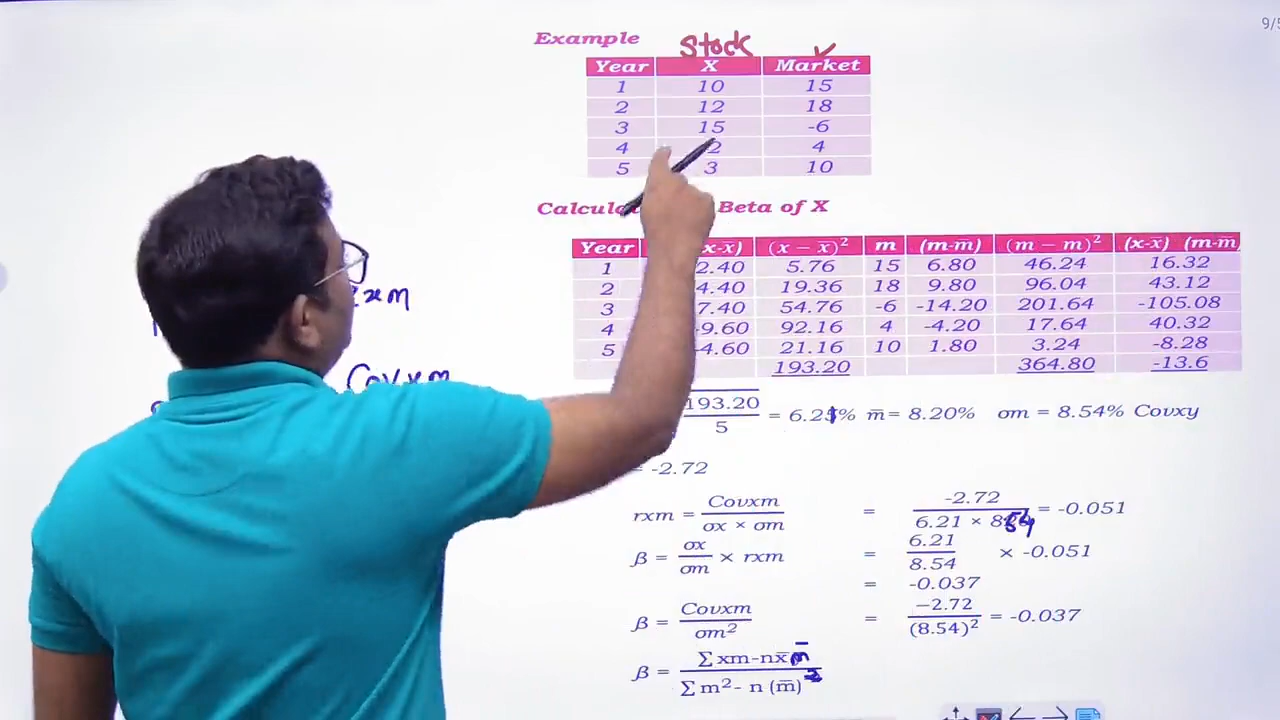 9/5
Example
Stock
Year X Market
1 10 15
2 12 18
3 15 -6
4 2 4
5 3 10
Beta of X
Year x-x̄) (x − x̄)² m (m-m̄) (m − m)² (x-x̄) (m-m̄)
1 2.40 5.76 15 6.80 46.24 16.32
2 4.40 19.36 18 9.80 96.04 43.12
3 7.40 54.76 -6 -14.20 201.64 -105.08
4 -9.60 92.16 4 -4.20 17.64 40.32
5 -4.60 21.16 10 1.80 3.24 -8.28
193.20 364.80 -13.6
xm
Covxm
193.20/5 = 6.21% m̄ = 8.20% σm = 8.54% Covxy
= -2.72
rxm = Covxm/σx × σm = -2.72/6.21 × 8.54 = -0.051
β = σx/σm × rxm = 6.21/8.54 × -0.051
= -0.037
β = Covxm/σm² = −2.72/(8.54)² = -0.037
β = ∑xm-nx̄m̄/∑m²- n (m̄)²